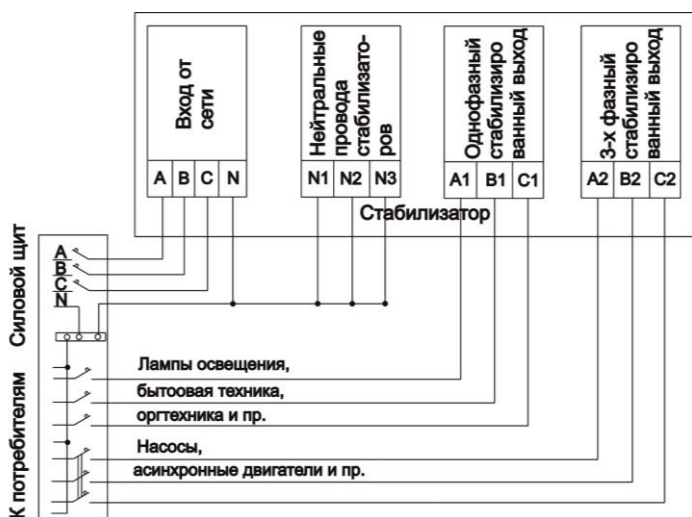 Вход от
сети
A
B
C
N
Нейтральные
провода
стабилизато-
ров
N1
N2
N3
Однофазный
стабилизиро
ванный выход
A1
B1
C1
3-х фазный
стабилизиро
ванный выход
A2
B2
C2
Стабилизатор
Силовой щит
A
B
C
N
К потребителям
Лампы освещения,
бытоовая техника,
оргтехника и пр.
Насосы,
асинхронные двигатели и пр.